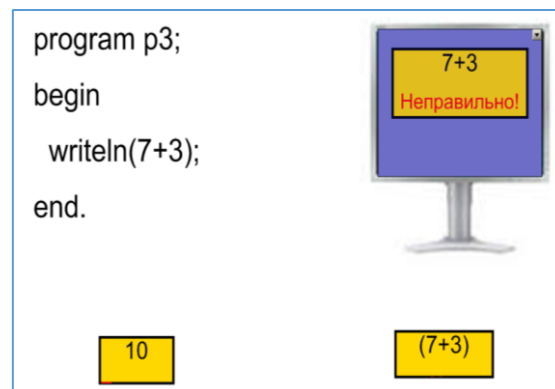 program p3;
begin
writeln(7+3);
end.
7+3
Неправильно!
10
(7+3)